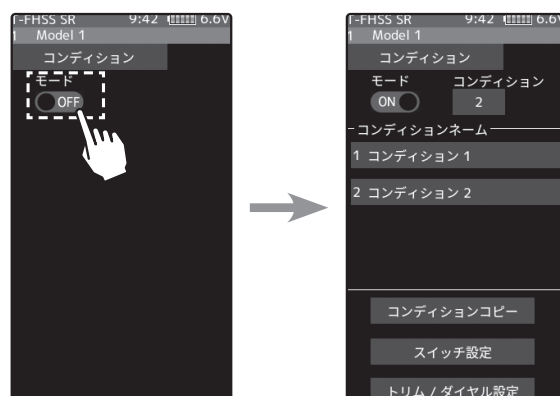 T-FHSS SR 9:42 6.6V
1 Model 1
コンディション
モード
OFF
T-FHSS SR 9:42 6.6V
1 Model 1
コンディション
モード コンディション
ON 2
コンディションネーム
1 コンディション 1
2 コンディション 2
コンディションコピー
スイッチ設定
トリム / ダイヤル設定